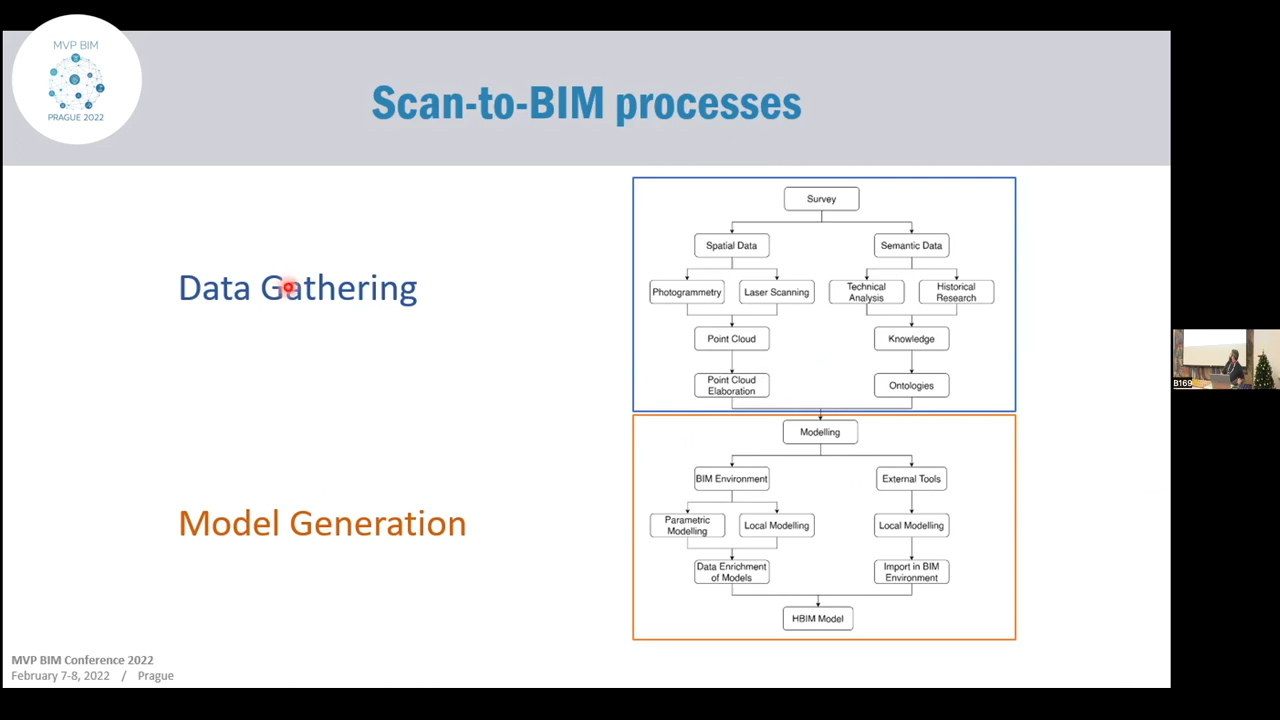 MVP BIM
PRAGUE 2022
Scan-to-BIM processes
Data Gathering
Model Generation
Survey
Spatial Data
Semantic Data
Photogrammetry
Laser Scanning
Technical
Analysis
Historical
Research
Point Cloud
Knowledge
Point Cloud
Elaboration
Ontologies
Modelling
BIM Environment
External Tools
Parametric
Modelling
Local Modelling
Local Modelling
Data Enrichment
of Models
Import in BIM
Environment
HBIM Model
MVP BIM Conference 2022
February 7-8, 2022 / Prague
B169